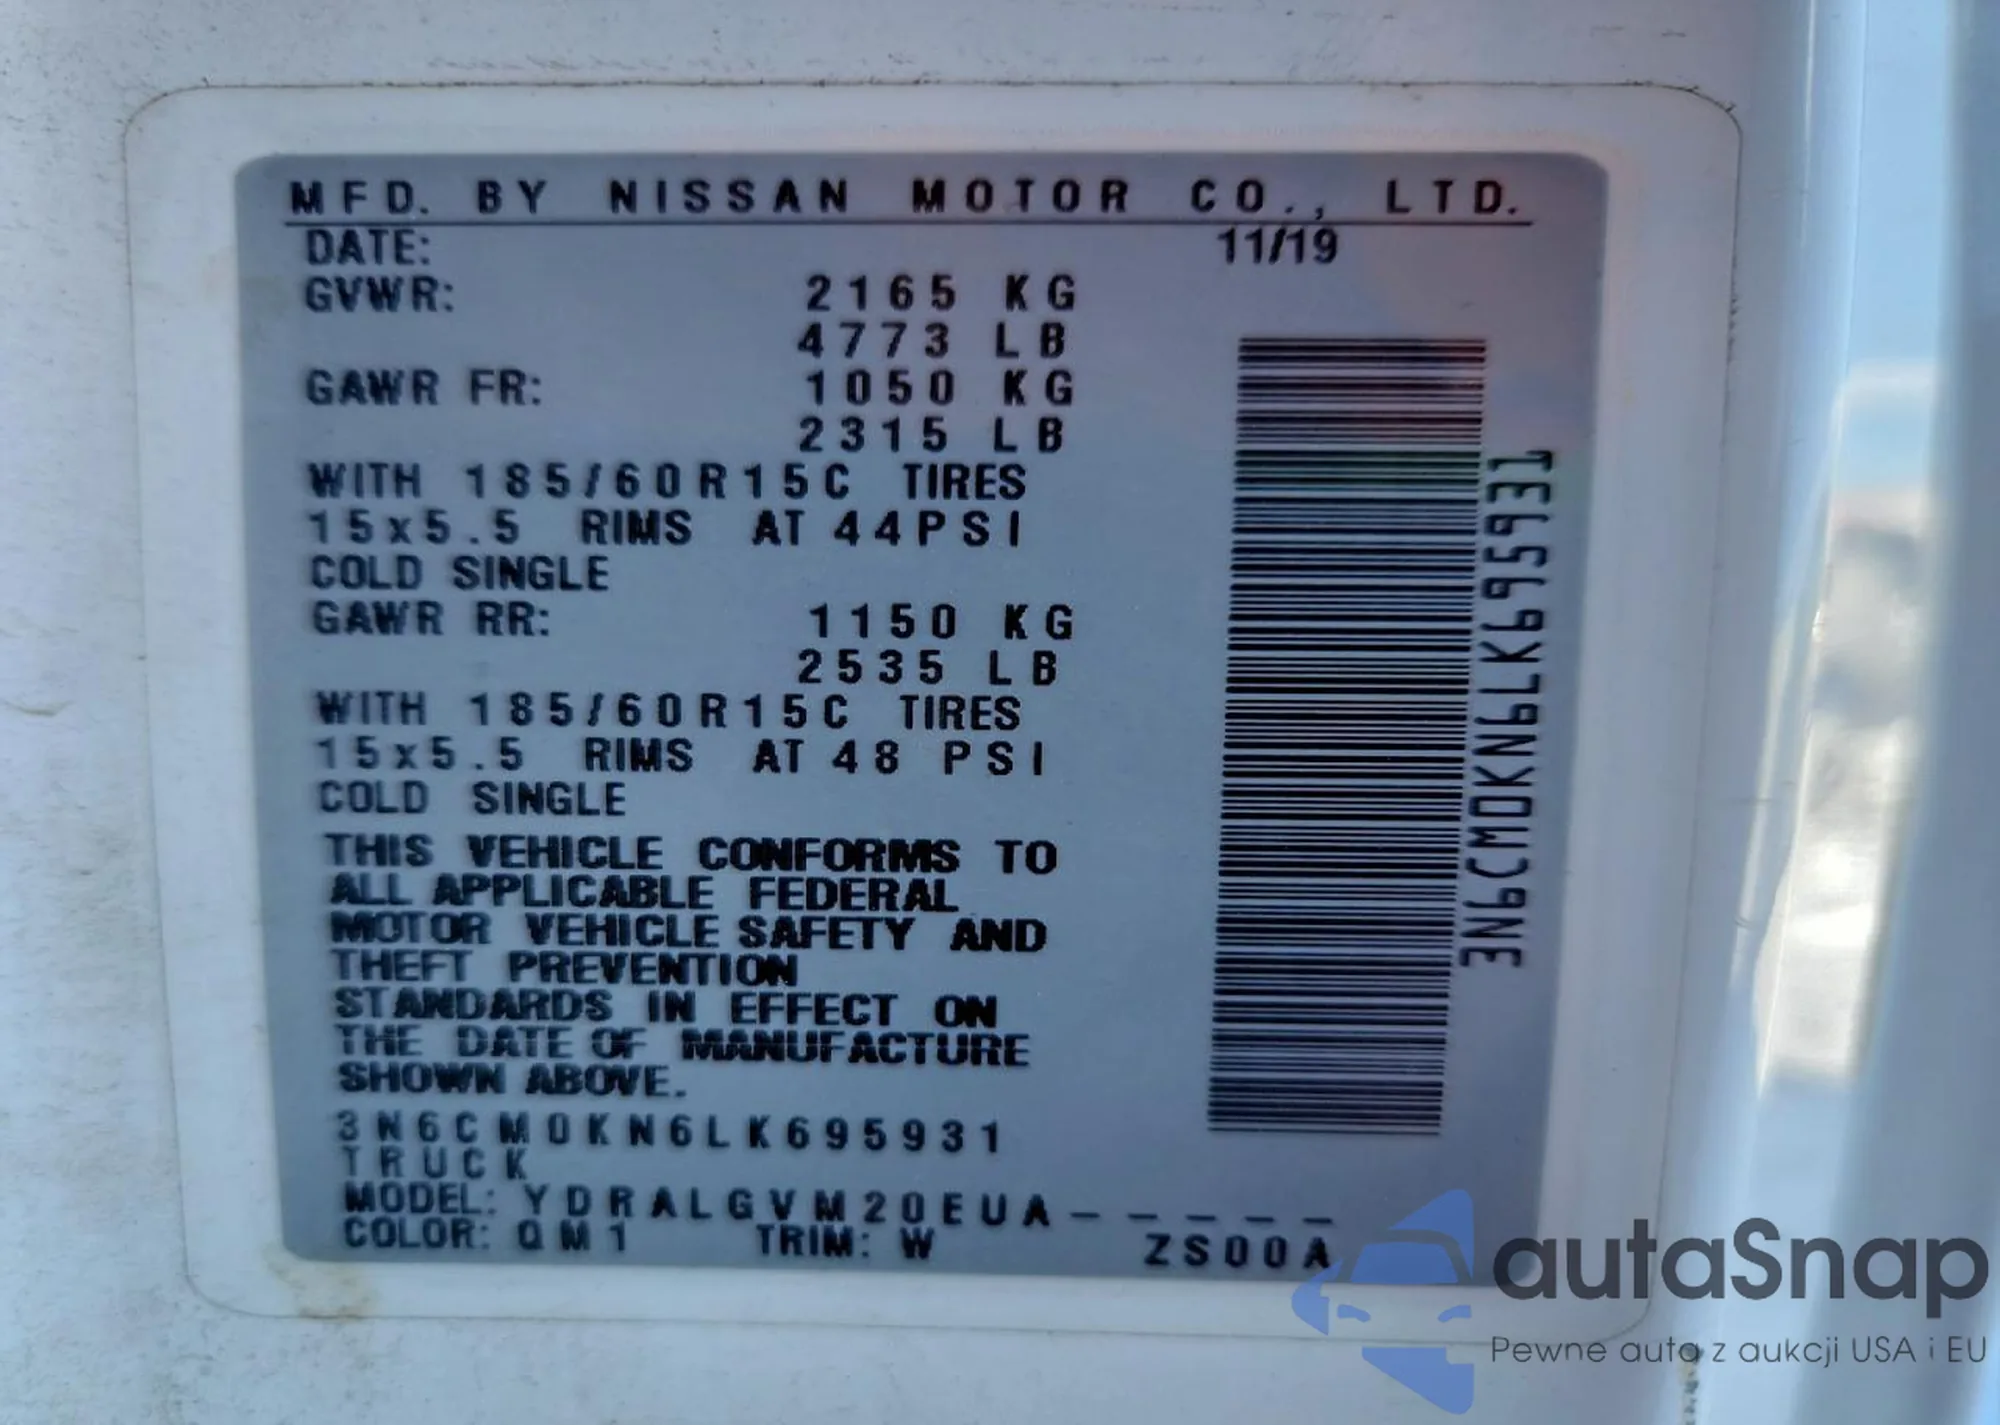 MFD. BY NISSAN MOTOR CO., LTD.
DATE: 11/19
GVWR: 2165 KG
4773 LB
GAWR FR: 1050 KG
2315 LB
WITH 185/60R15C TIRES
15x5.5 RIMS AT 44PSI
COLD SINGLE
GAWR RR: 1150 KG
2535 LB
WITH 185/60R15C TIRES
15x5.5 RIMS AT 48 PSI
COLD SINGLE
THIS VEHICLE CONFORMS TO
ALL APPLICABLE FEDERAL
MOTOR VEHICLE SAFETY AND
THEFT PREVENTION
STANDARDS IN EFFECT ON
THE DATE OF MANUFACTURE
SHOWN ABOVE.
3N6CM0KN6LK695931
TRUCK
MODEL: YDRALGVM20EUA-----
COLOR: QM1 TRIM: W ZS00A
3N6CM0KN6LK695931
autaSnap
Pewne auta z aukcji USA i EU